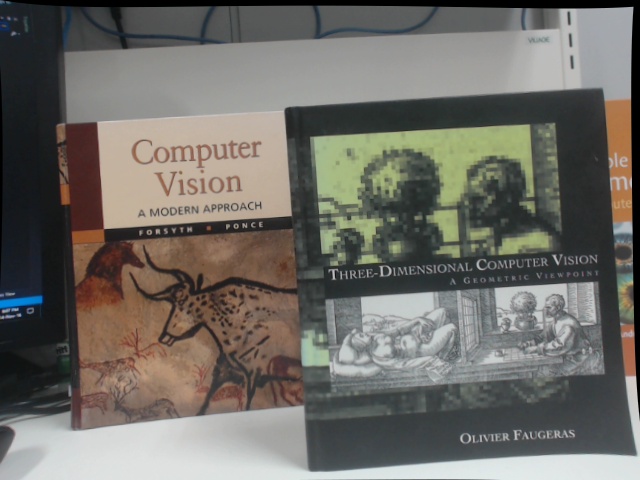 Computer
Vision
A MODERN APPROACH
FORSYTH ▪ PONCE
THREE-DIMENSIONAL COMPUTER VISION
A GEOMETRIC VIEWPOINT
OLIVIER FAUGERAS